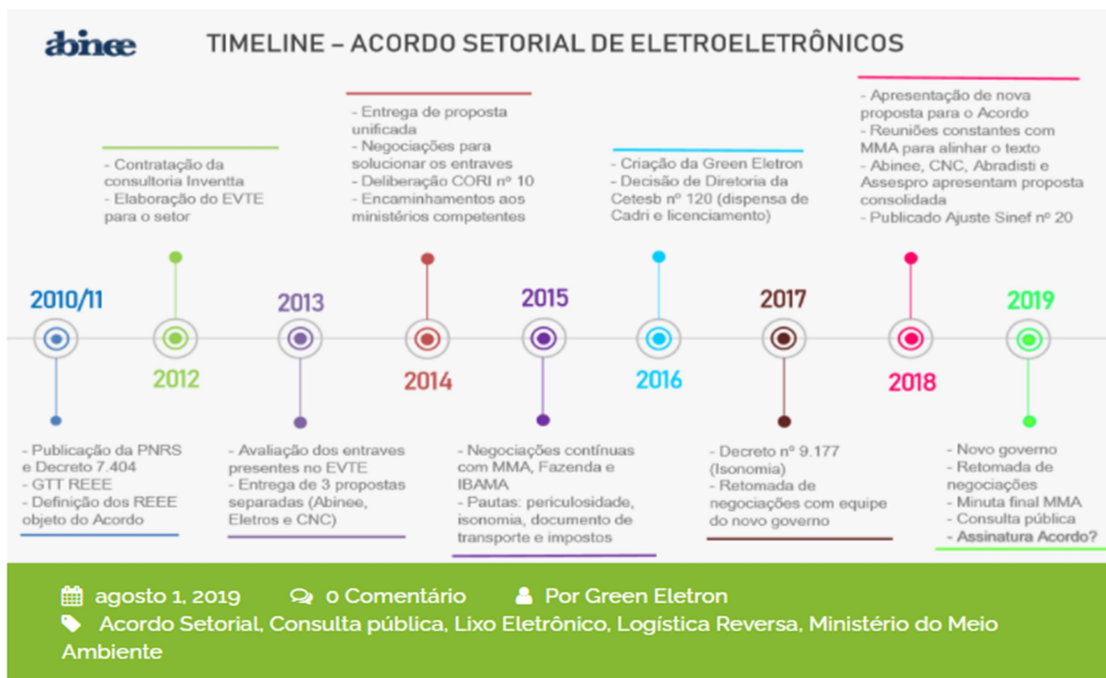 abinee
TIMELINE – ACORDO SETORIAL DE ELETROELETRÔNICOS
2010/11
- Publicação da PNRS
e Decreto 7.404
- GTT REEE
- Definição dos REEE
objeto do Acordo
- Contratação da
consultoria Inventta
- Elaboração do EVTE
para o setor
2012
2013
- Avaliação dos entraves
presentes no EVTE
- Entrega de 3 propostas
separadas (Abinee,
Eletros e CNC)
- Entrega de proposta
unificada
- Negociações para
solucionar os entraves
- Deliberação CORI nº 10
- Encaminhamentos aos
ministérios competentes
2014
2015
- Negociações contínuas
com MMA, Fazenda e
IBAMA
- Pautas: periculosidade,
isonomia, documento de
transporte e impostos
- Criação da Green Eletron
- Decisão de Diretoria da
Cetesb nº 120 (dispensa de
Cadri e licenciamento)
2016
2017
- Decreto nº 9.177
(Isonomia)
- Retomada de
negociações com equipe
do novo governo
- Apresentação de nova
proposta para o Acordo
- Reuniões constantes com
MMA para alinhar o texto
- Abinee, CNC, Abradisti e
Assespro apresentam proposta
consolidada
- Publicado Ajuste Sinef nº 20
2018
2019
- Novo governo
- Retomada de
negociações
- Minuta final MMA
- Consulta pública
- Assinatura Acordo?
agosto 1, 2019 0 Comentário Por Green Eletron
Acordo Setorial, Consulta pública, Lixo Eletrônico, Logística Reversa, Ministério do Meio
Ambiente